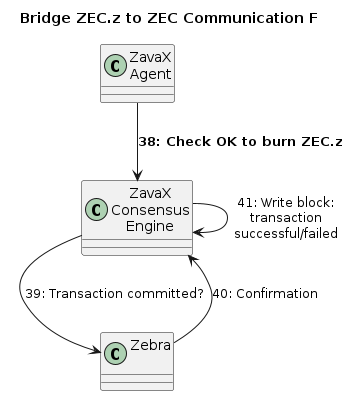 Bridge ZEC.z to ZEC Communication F
C
ZavaX
Agent
38: Check OK to burn ZEC.z
C
ZavaX
Consensus
Engine
41: Write block:
transaction
successful/failed
39: Transaction committed?
40: Confirmation
C
Zebra